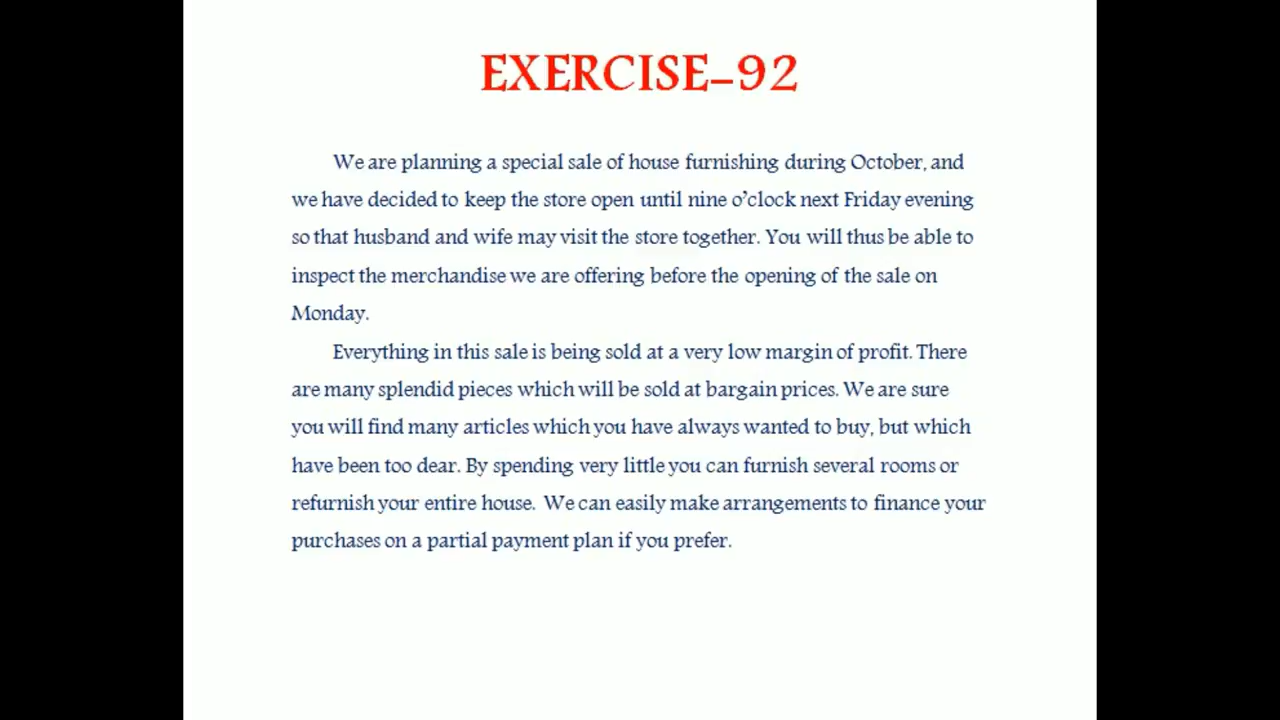 EXERCISE-92
We are planning a special sale of house furnishing during October, and
we have decided to keep the store open until nine o’clock next Friday evening
so that husband and wife may visit the store together. You will thus be able to
inspect the merchandise we are offering before the opening of the sale on
Monday.
Everything in this sale is being sold at a very low margin of profit. There
are many splendid pieces which will be sold at bargain prices. We are sure
you will find many articles which you have always wanted to buy, but which
have been too dear. By spending very little you can furnish several rooms or
refurnish your entire house. We can easily make arrangements to finance your
purchases on a partial payment plan if you prefer.